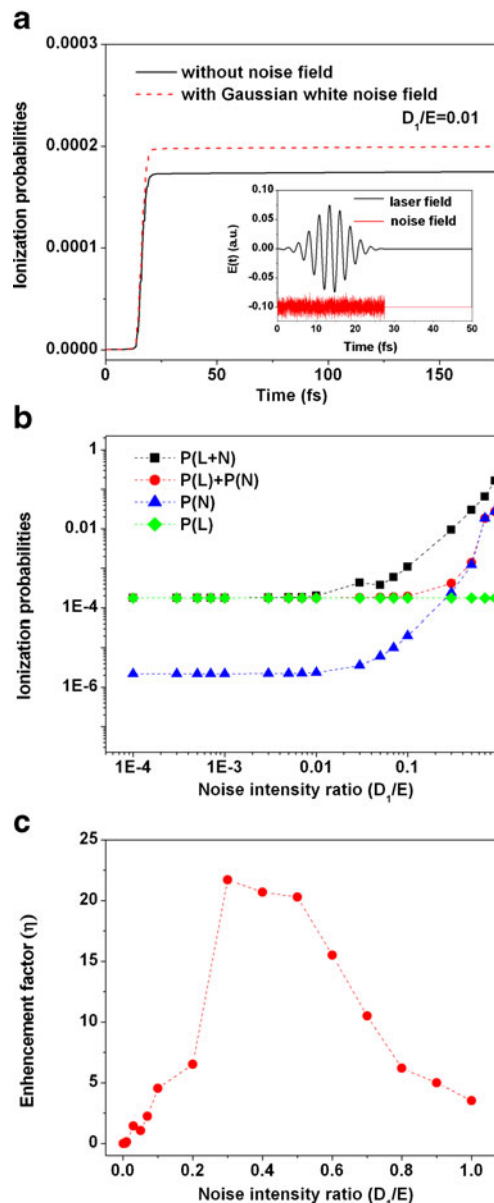 a
0.0003
without noise field
with Gaussian white noise field
D₁/E=0.01
0.0002
0.0001
0.0000
Ionization probabilities
0.10
0.05
0.00
-0.05
-0.10
E(t) (a.u.)
laser field
noise field
0 10 20 30 40 50
Time (fs)
0 50 100 150
Time (fs)
b
1
0.01
1E-4
1E-6
Ionization probabilities
P(L+N)
P(L)+P(N)
P(N)
P(L)
1E-4 1E-3 0.01 0.1
Noise intensity ratio (D₁/E)
c
25
20
15
10
5
0
Enhencement factor (η)
0.0 0.2 0.4 0.6 0.8 1.0
Noise intensity ratio (D₁/E)